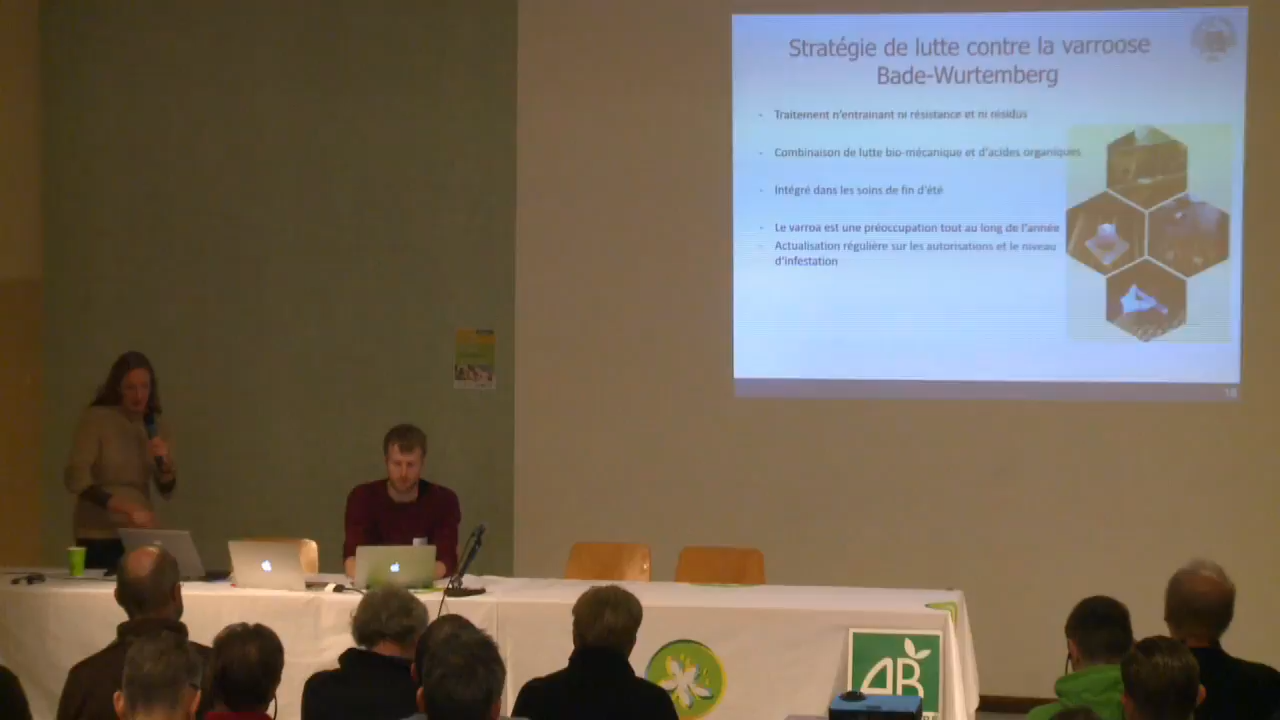 Stratégie de lutte contre la varroose
Bade-Wurtemberg
- Traitement n'entrainant ni résistance et ni résidus
- Combinaison de lutte bio-mécanique et d'acides organiques
- Intégré dans les soins de fin d'été
- Le varroa est une préoccupation tout au long de l'année
- Actualisation régulière sur les autorisations et le niveau
d'infestation
18
AB